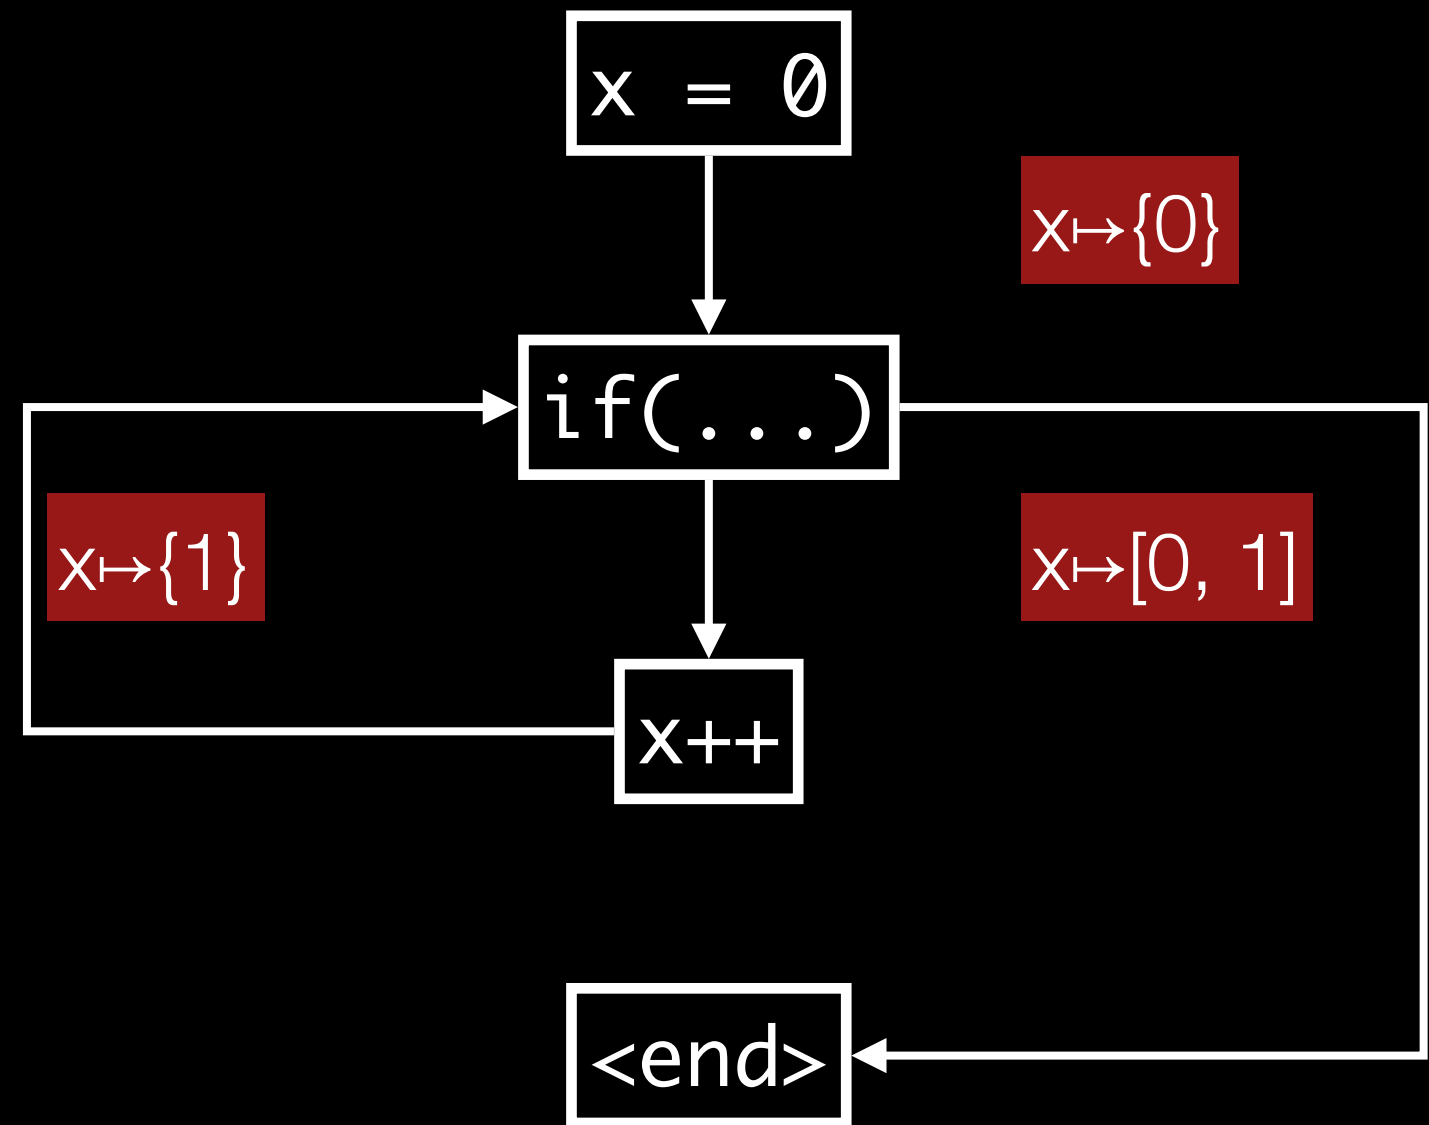 x = 0
x↦{0}
if(...)
x↦{1}
x↦[0, 1]
x++
<end>